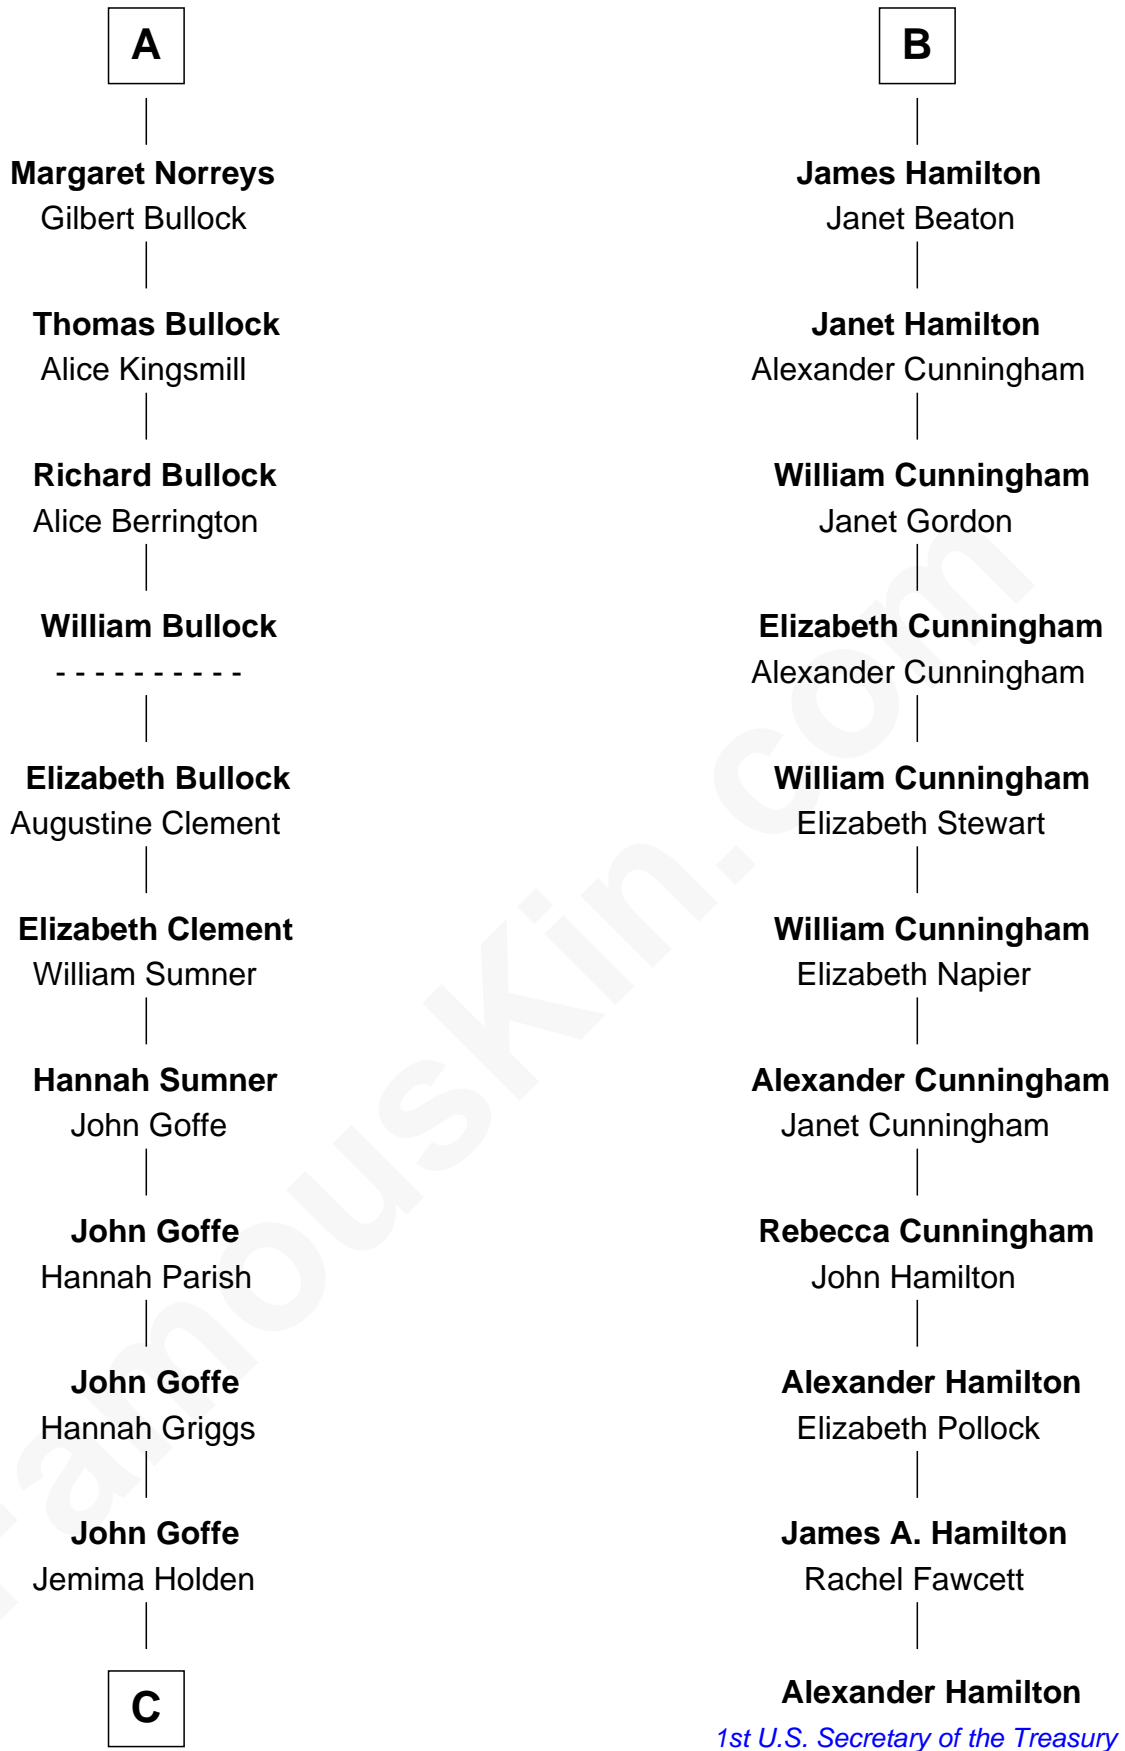 A
Margaret Norreys
Gilbert Bullock
Thomas Bullock
Alice Kingsmill
Richard Bullock
Alice Berrington
William Bullock
- - - - - - - - - -
Elizabeth Bullock
Augustine Clement
Elizabeth Clement
William Sumner
Hannah Sumner
John Goffe
John Goffe
Hannah Parish
John Goffe
Hannah Griggs
John Goffe
Jemima Holden
C
B
James Hamilton
Janet Beaton
Janet Hamilton
Alexander Cunningham
William Cunningham
Janet Gordon
Elizabeth Cunningham
Alexander Cunningham
William Cunningham
Elizabeth Stewart
William Cunningham
Elizabeth Napier
Alexander Cunningham
Janet Cunningham
Rebecca Cunningham
John Hamilton
Alexander Hamilton
Elizabeth Pollock
James A. Hamilton
Rachel Fawcett
Alexander Hamilton
1st U.S. Secretary of the Treasury
FamousKin.com